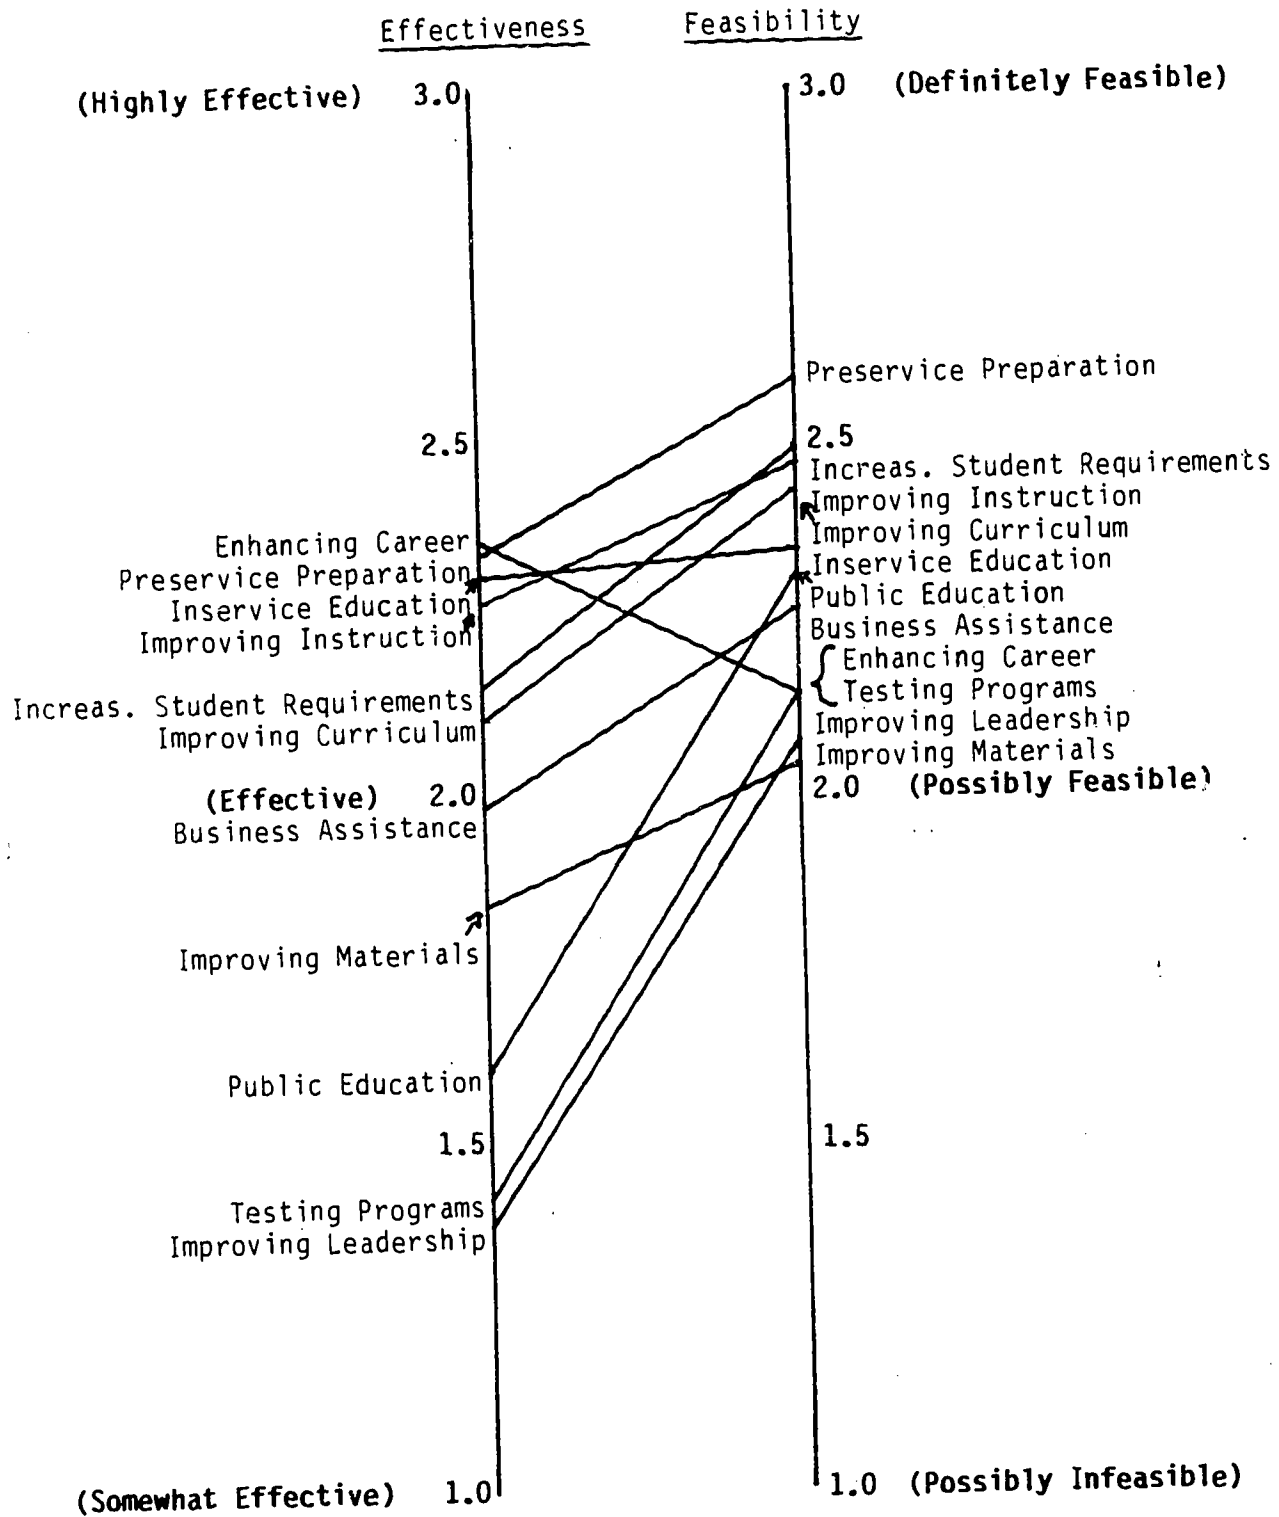 Effectiveness
Feasibility
(Highly Effective) 3.0
3.0 (Definitely Feasible)
Preservice Preparation
2.5
2.5
Increas. Student Requirements
Improving Instruction
Improving Curriculum
Inservice Education
Public Education
Business Assistance
Enhancing Career
Testing Programs
Improving Leadership
Improving Materials
2.0 (Possibly Feasible)
Enhancing Career
Preservice Preparation
Inservice Education
Improving Instruction
Increas. Student Requirements
Improving Curriculum
(Effective) 2.0
Business Assistance
Improving Materials
Public Education
1.5
1.5
Testing Programs
Improving Leadership
(Somewhat Effective) 1.0
1.0 (Possibly Infeasible)